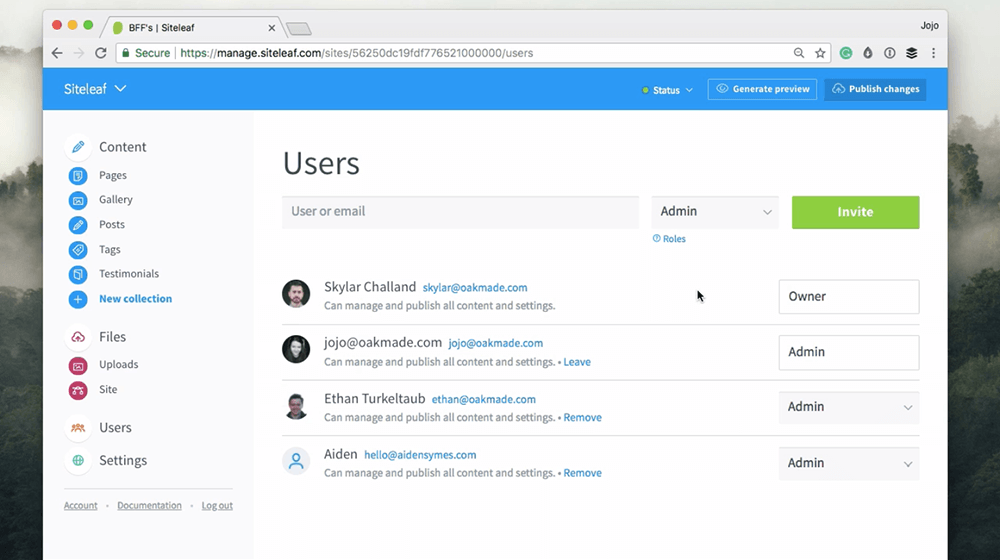 BFF's | Siteleaf
Jojo
Secure https://manage.siteleaf.com/sites/56250dc19fdf776521000000/users
Siteleaf
Status
Generate preview
Publish changes
Content
Pages
Gallery
Posts
Tags
Testimonials
New collection
Files
Uploads
Site
Users
Settings
Account • Documentation • Log out
Users
User or email
Admin
Invite
Roles
Skylar Challand skylar@oakmade.com
Can manage and publish all content and settings.
Owner
jojo@oakmade.com jojo@oakmade.com
Can manage and publish all content and settings. • Leave
Admin
Ethan Turkeltaub ethan@oakmade.com
Can manage and publish all content and settings. • Remove
Admin
Aiden hello@aidensymes.com
Can manage and publish all content and settings. • Remove
Admin